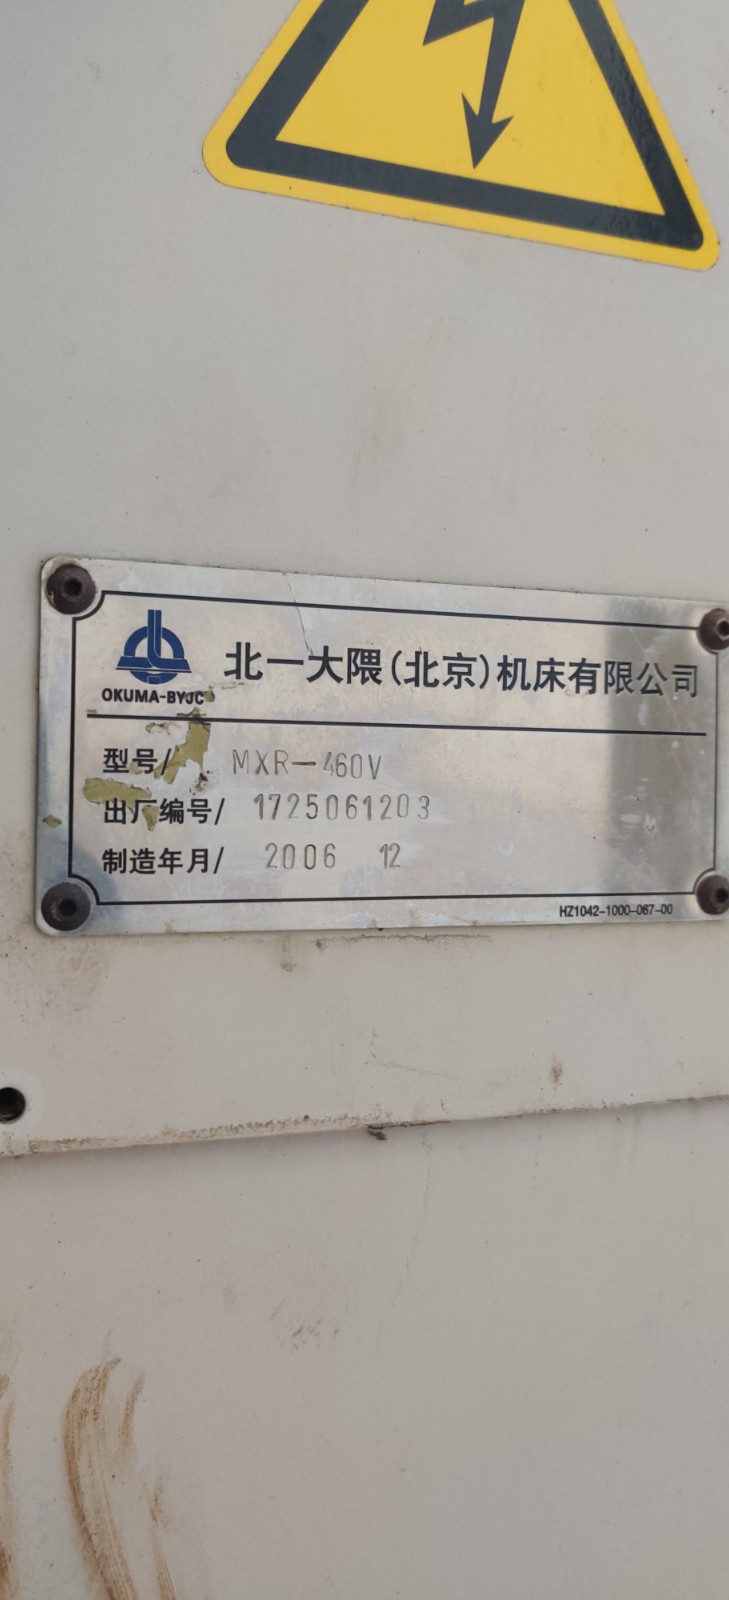 OKUMA-BYJC
北一大隈(北京)机床有限公司
型号/ MXR-460V
出厂编号/ 1725061203
制造年月/ 2006 12
HZ1042-1000-067-00